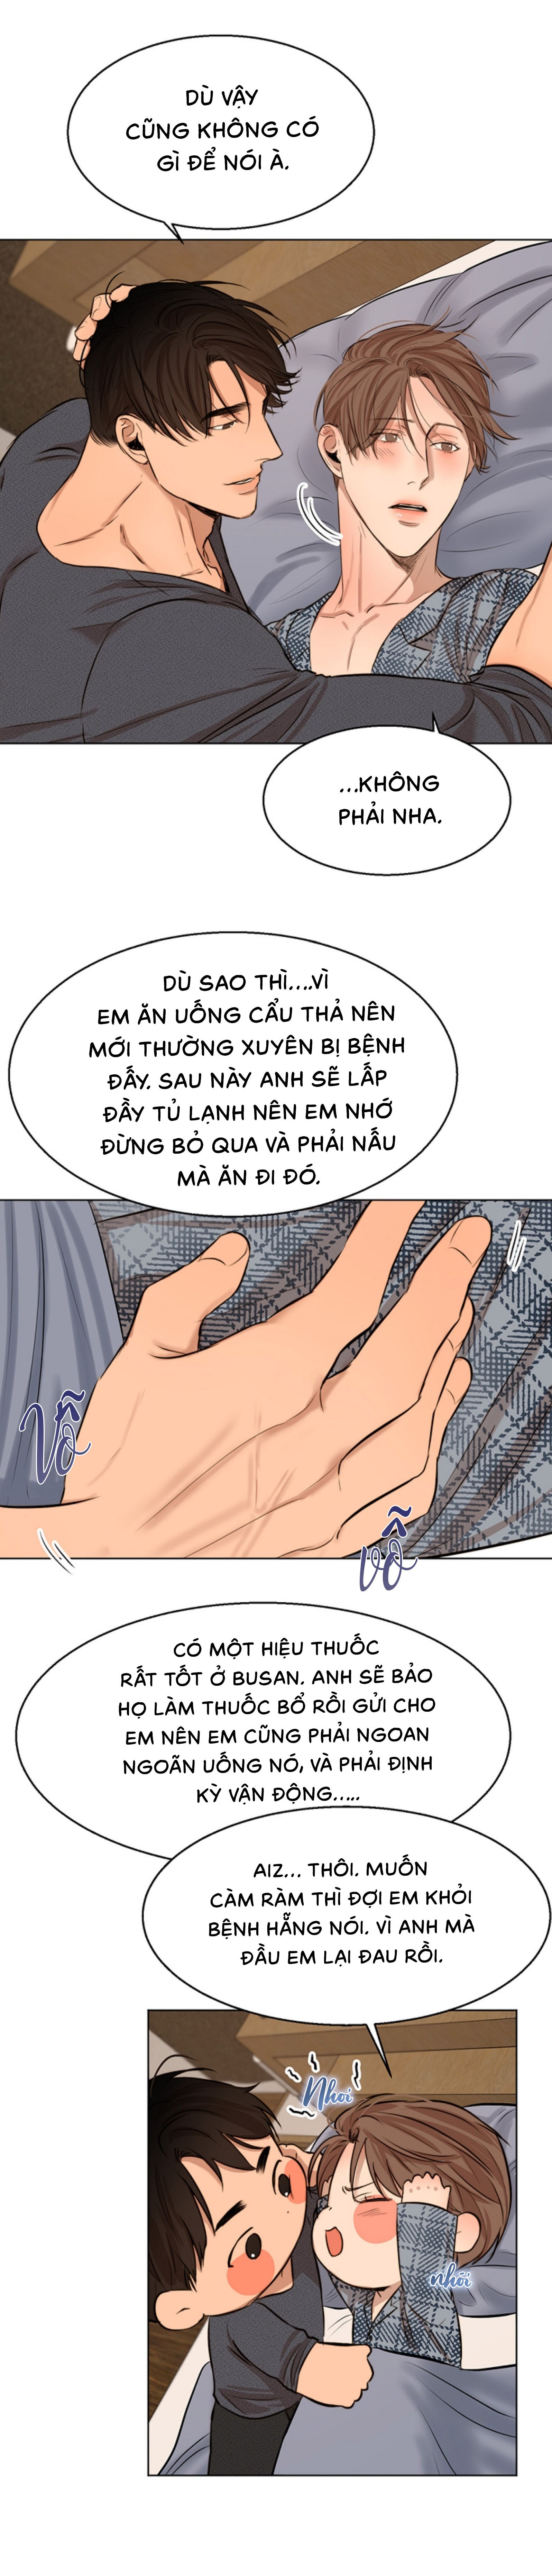 DÙ VẬY
CŨNG KHÔNG CÓ
GÌ ĐỂ NÓI À.
...KHÔNG
PHẢI NHA.
DÙ SAO THÌ....VÌ
EM ĂN UỐNG CẨU THẢ NÊN
MỚI THƯỜNG XUYÊN BỊ BỆNH
ĐẤY. SAU NÀY ANH SẼ LẤP
ĐẦY TỦ LẠNH NÊN EM NHỚ
ĐỪNG BỎ QUA VÀ PHẢI NẤU
MÀ ĂN ĐI ĐÓ.
Vỗ
vỗ
CÓ MỘT HIỆU THUỐC
RẤT TỐT Ở BUSAN. ANH SẼ BẢO
HỌ LÀM THUỐC BỔ RỒI GỬI CHO
EM NÊN EM CŨNG PHẢI NGOAN
NGOÃN UỐNG NÓ, VÀ PHẢI ĐỊNH
KỲ VẬN ĐỘNG.....
AIZ... THÔI. MUỐN
CÀM RÀM THÌ ĐỢI EM KHỎI
BỆNH HẴNG NÓI. VÌ ANH MÀ
ĐẦU EM LẠI ĐAU RỒI.
Nhói
nhói